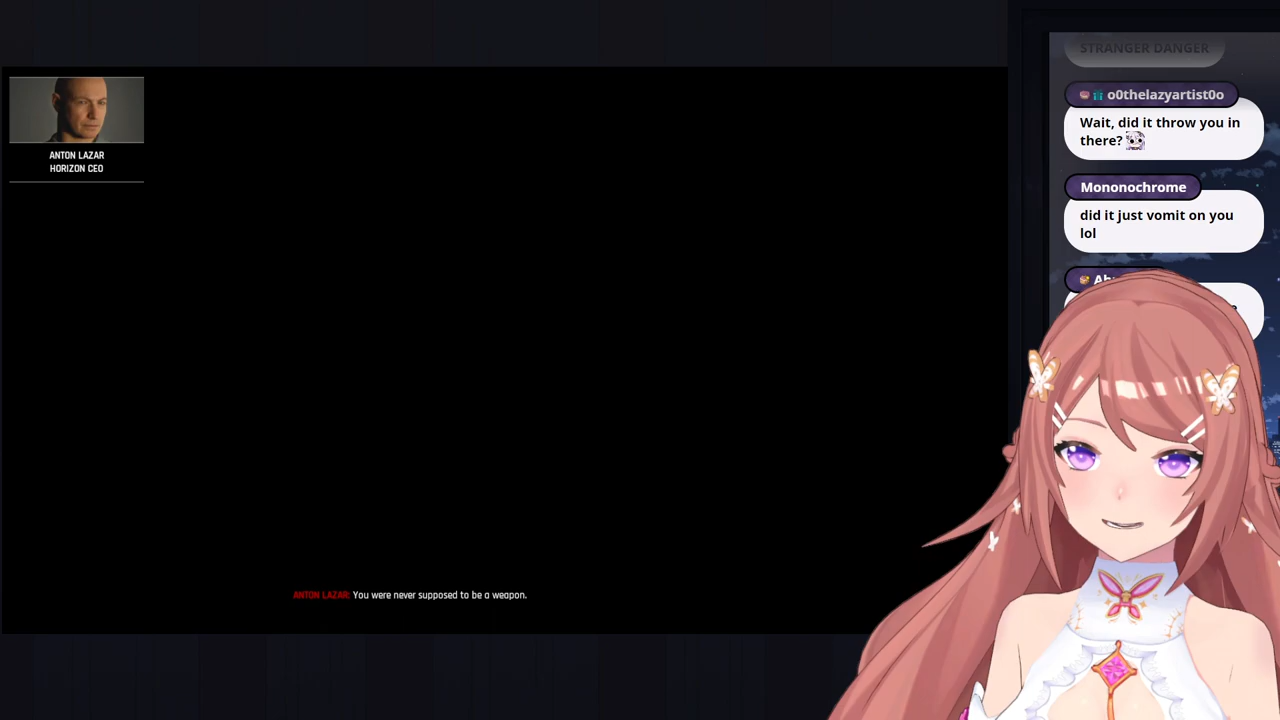 STRANGER DANGER
o0thelazyartist0o
Wait, did it throw you in
there?
Mononochrome
did it just vomit on you
lol
ANTON LAZAR
HORIZON CEO
ANTON LAZAR: You were never supposed to be a weapon.